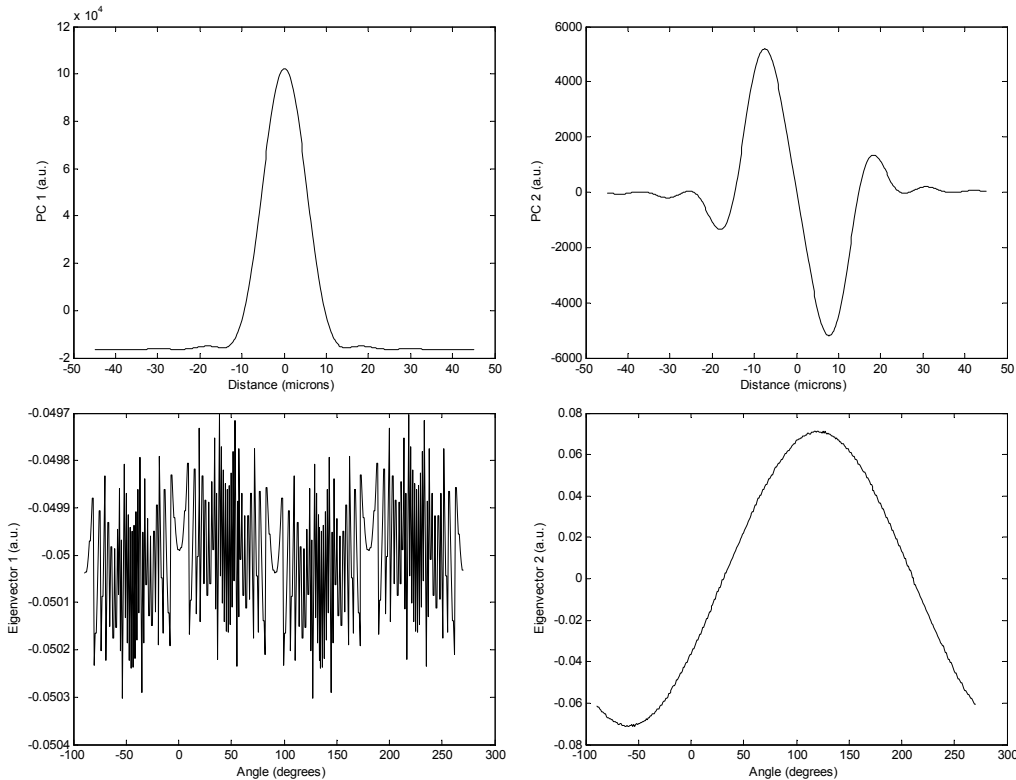 x 10⁴
12
10
8
6
4
2
0
-2
PC 1 (a.u.)
-50 -40 -30 -20 -10 0 10 20 30 40 50
Distance (microns)
6000
4000
2000
0
-2000
-4000
-6000
PC 2 (a.u.)
-50 -40 -30 -20 -10 0 10 20 30 40 50
Distance (microns)
-0.0497
-0.0498
-0.0499
-0.05
-0.0501
-0.0502
-0.0503
-0.0504
Eigenvector 1 (a.u.)
-100 -50 0 50 100 150 200 250 300
Angle (degrees)
0.08
0.06
0.04
0.02
0
-0.02
-0.04
-0.06
-0.08
Eigenvector 2 (a.u.)
-100 -50 0 50 100 150 200 250 300
Angle (degrees)